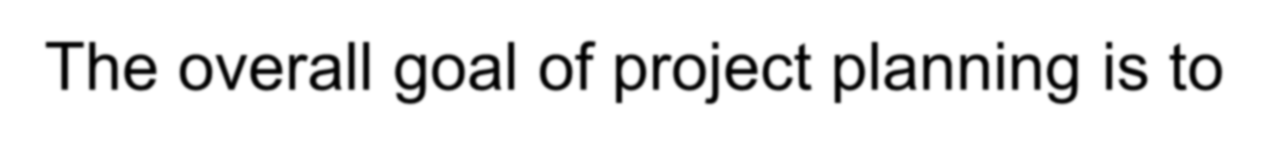 The overall goal of project planning is to